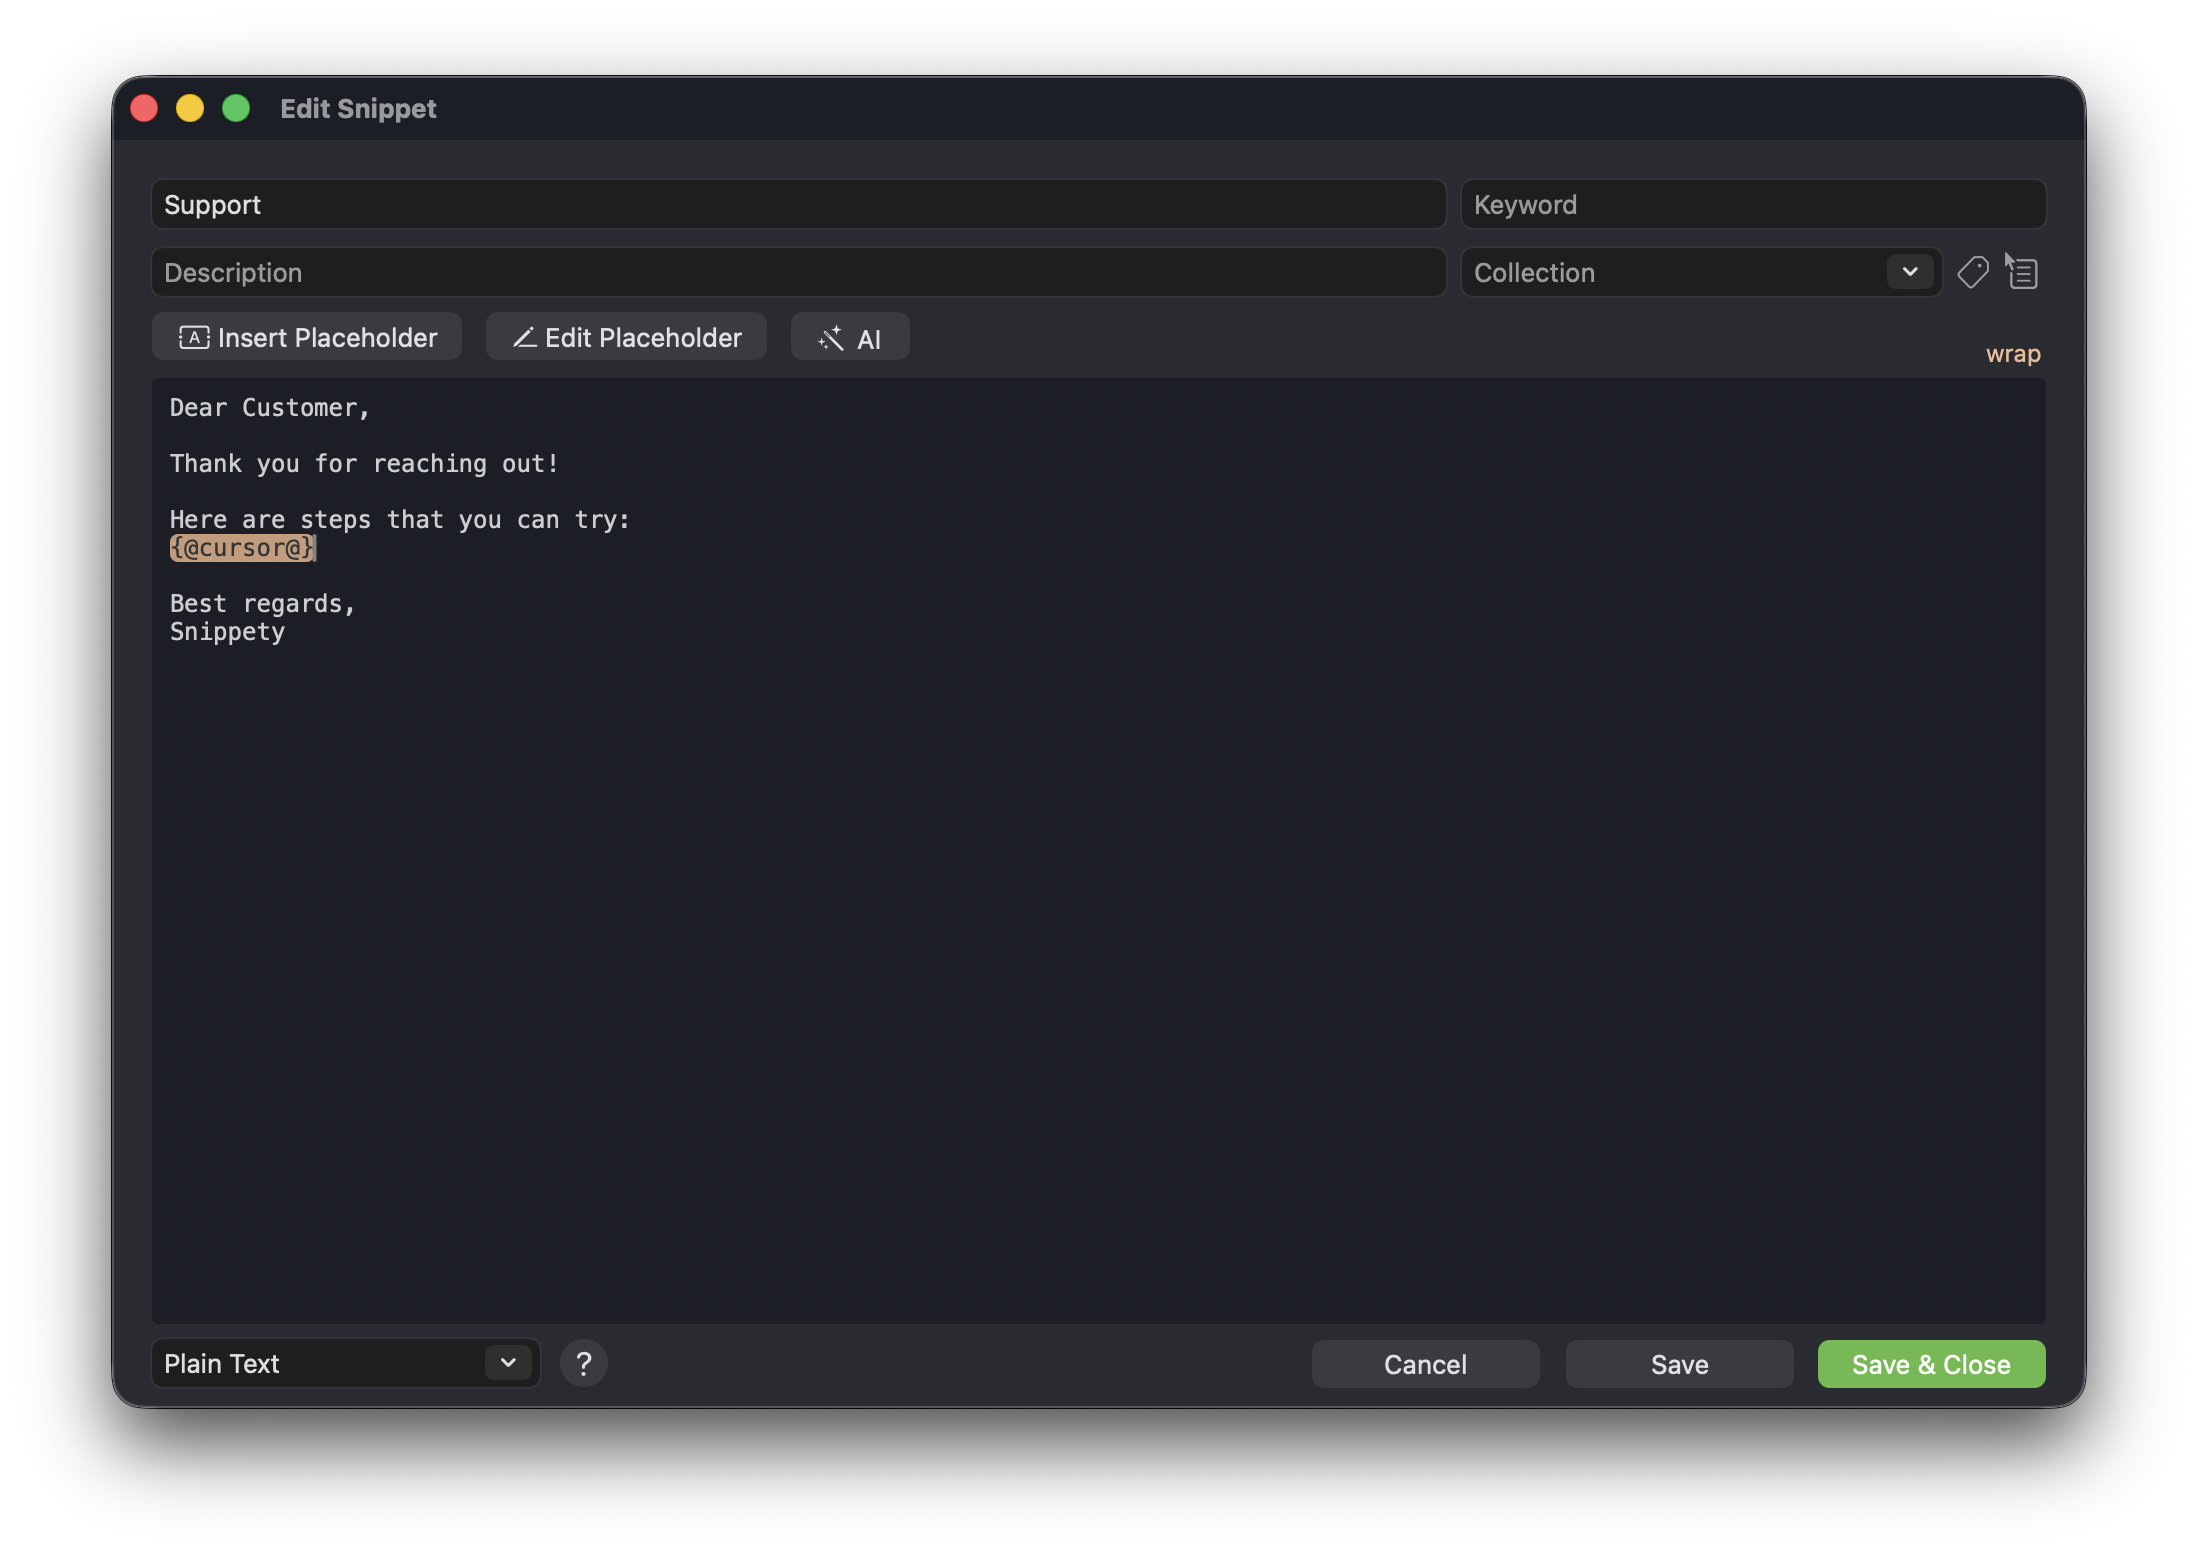 Edit Snippet
Support
Keyword
Description
Collection
A Insert Placeholder
Edit Placeholder
AI
wrap
Dear Customer,
Thank you for reaching out!
Here are steps that you can try:
{@cursor@}
Best regards,
Snippety
Plain Text
?
Cancel
Save
Save & Close